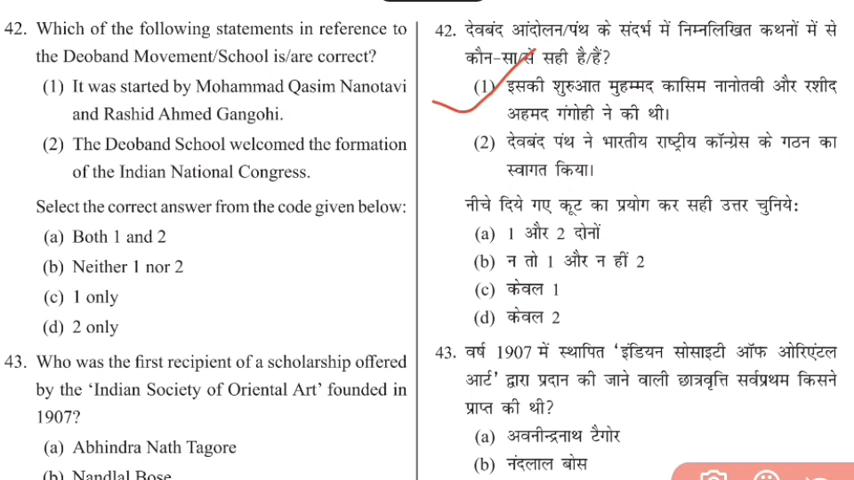 42. Which of the following statements in reference to
the Deoband Movement/School is/are correct?
(1) It was started by Mohammad Qasim Nanotavi
and Rashid Ahmed Gangohi.
(2) The Deoband School welcomed the formation
of the Indian National Congress.
Select the correct answer from the code given below:
(a) Both 1 and 2
(b) Neither 1 nor 2
(c) 1 only
(d) 2 only
43. Who was the first recipient of a scholarship offered
by the ‘Indian Society of Oriental Art’ founded in
1907?
(a) Abhindra Nath Tagore
(b) Nandlal Bose
42. देवबंद आंदोलन/पंथ के संदर्भ में निम्नलिखित कथनों में से
कौन-सा/से सही है/हैं?
(1) इसकी शुरुआत मुहम्मद कासिम नानोतवी और रशीद
अहमद गंगोही ने की थी।
(2) देवबंद पंथ ने भारतीय राष्ट्रीय कॉन्ग्रेस के गठन का
स्वागत किया।
नीचे दिये गए कूट का प्रयोग कर सही उत्तर चुनिये:
(a) 1 और 2 दोनों
(b) न तो 1 और न हीं 2
(c) केवल 1
(d) केवल 2
43. वर्ष 1907 में स्थापित ‘इंडियन सोसाइटी ऑफ ओरिएंटल
आर्ट’ द्वारा प्रदान की जाने वाली छात्रवृत्ति सर्वप्रथम किसने
प्राप्त की थी?
(a) अवनीन्द्रनाथ टैगोर
(b) नंदलाल बोस